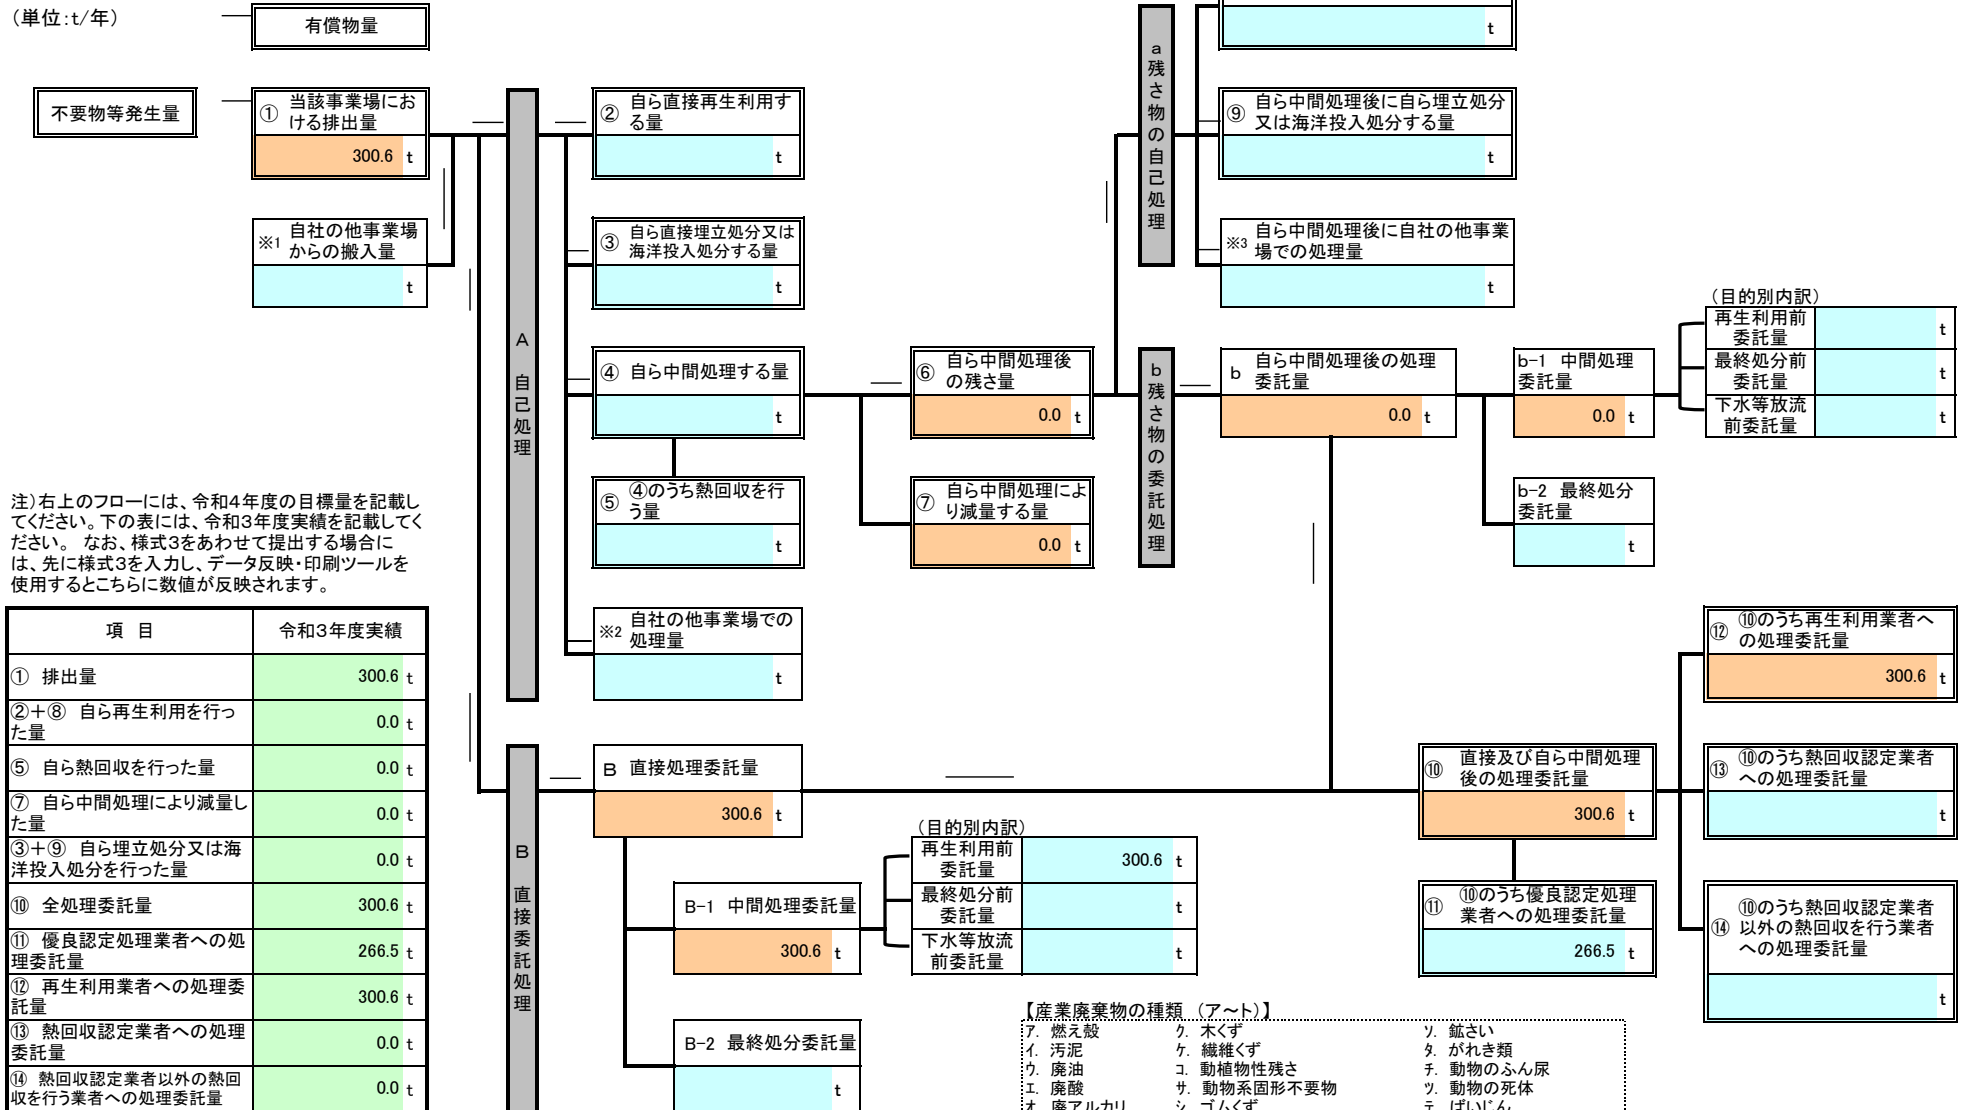 （単位:t/年）
有償物量
t
不要物等発生量
① 当該事業場にお
ける排出量
300.6 t
※1 自社の他事業場
からの搬入量
t
A 自己処理
② 自ら直接再生利用す
る量
t
③ 自ら直接埋立処分又は
海洋投入処分する量
t
④ 自ら中間処理する量
t
⑤ ④のうち熱回収を行
う量
t
※2 自社の他事業場での
処理量
t
⑥ 自ら中間処理後
の残さ量
0.0 t
⑦ 自ら中間処理によ
り減量する量
0.0 t
a 残さ物の自己処理
⑨ 自ら中間処理後に自ら埋立処分
又は海洋投入処分する量
t
※3 自ら中間処理後に自社の他事業
場での処理量
t
b 残さ物の委託処理
b 自ら中間処理後の処理
委託量
0.0 t
b-1 中間処理
委託量
0.0 t
b-2 最終処分
委託量
t
（目的別内訳）
再生利用前
委託量
t
最終処分前
委託量
t
下水等放流
前委託量
t
注）右上のフローには、令和４年度の目標量を記載し
てください。下の表には、令和３年度実績を記載してく
ださい。 なお、様式３をあわせて提出する場合に
は、先に様式３を入力し、データ反映・印刷ツールを
使用するとこちらに数値が反映されます。
項 目 令和３年度実績
① 排出量 300.6 t
②＋⑧ 自ら再生利用を行っ
た量 0.0 t
⑤ 自ら熱回収を行った量 0.0 t
⑦ 自ら中間処理により減量し
た量 0.0 t
③＋⑨ 自ら埋立処分又は海
洋投入処分を行った量 0.0 t
⑩ 全処理委託量 300.6 t
⑪ 優良認定処理業者への処
理委託量 266.5 t
⑫ 再生利用業者への処理委
託量 300.6 t
⑬ 熱回収認定業者への処理
委託量 0.0 t
⑭ 熱回収認定業者以外の熱回
収を行う業者への処理委託量 0.0 t
B 直接委託処理
B 直接処理委託量
300.6 t
B-1 中間処理委託量
300.6 t
B-2 最終処分委託量
t
（目的別内訳）
再生利用前
委託量
300.6 t
最終処分前
委託量
t
下水等放流
前委託量
t
⑩ 直接及び自ら中間処理
後の処理委託量
300.6 t
⑪ ⑩のうち優良認定処理
業者への処理委託量
266.5 t
⑫ ⑩のうち再生利用業者へ
の処理委託量
300.6 t
⑬ ⑩のうち熱回収認定業者
への処理委託量
t
⑭ ⑩のうち熱回収認定業者
以外の熱回収を行う業者
への処理委託量
t
【産業廃棄物の種類 （ア～ト）】
ｱ. 燃え殻 ｸ. 木くず ｿ. 鉱さい
ｲ. 汚泥 ｹ. 繊維くず ﾀ. がれき類
ｳ. 廃油 ｺ. 動植物性残さ ﾁ. 動物のふん尿
ｴ. 廃酸 ｻ. 動物系固形不要物 ﾂ. 動物の死体
ｵ. 廃アルカリ ｼ. ゴムくず ﾃ. ばいじん